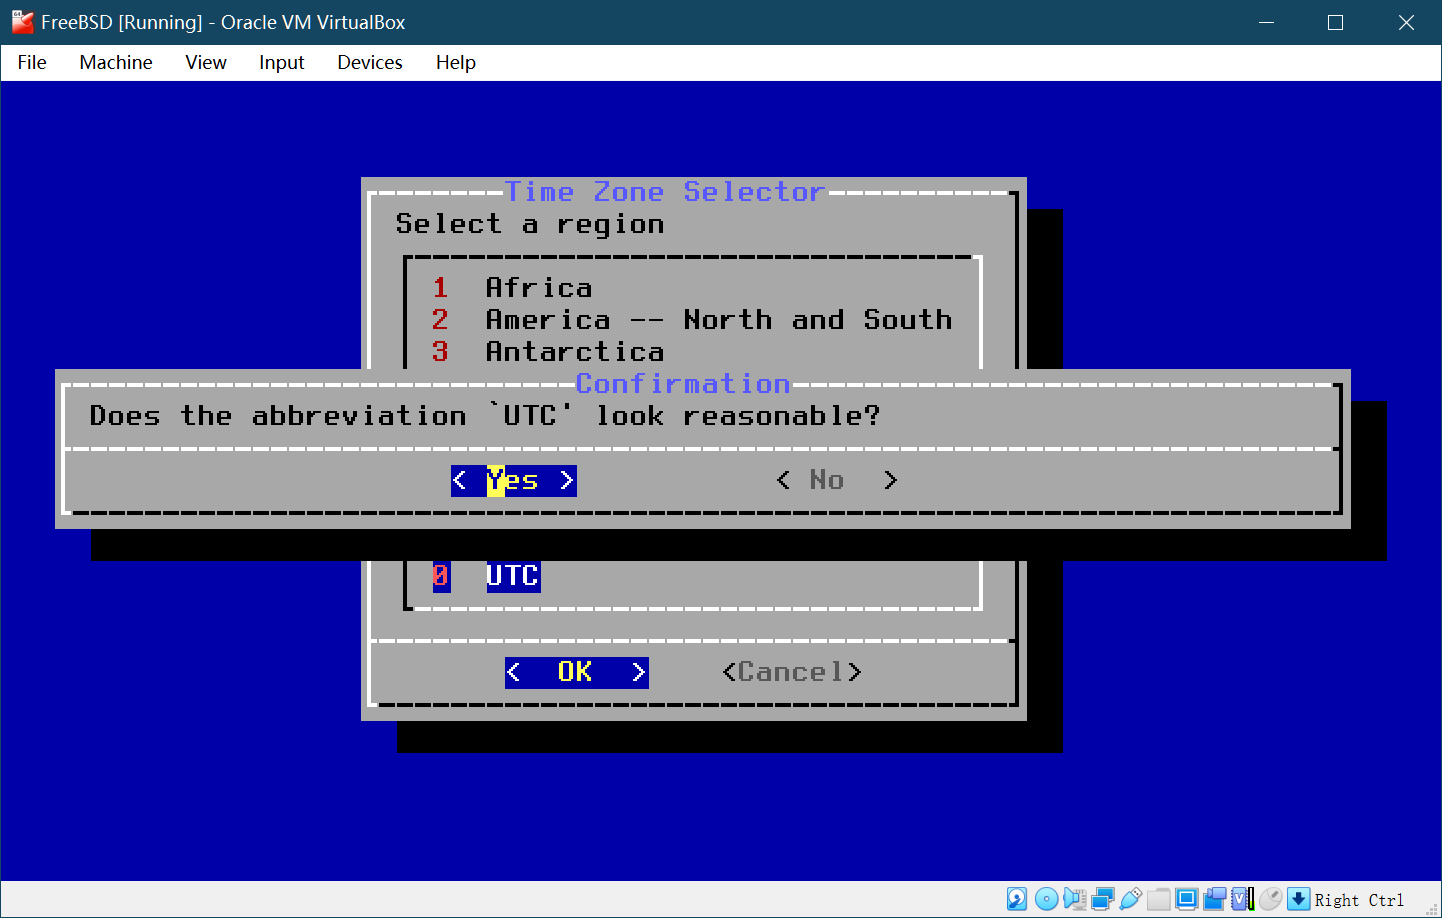 FreeBSD [Running] - Oracle VM VirtualBox
File Machine View Input Devices Help
Time Zone Selector
Select a region
1 Africa
2 America -- North and South
3 Antarctica
Confirmation
Does the abbreviation `UTC' look reasonable?
< Yes > < No >
0 UTC
< OK > <Cancel>
Right Ctrl